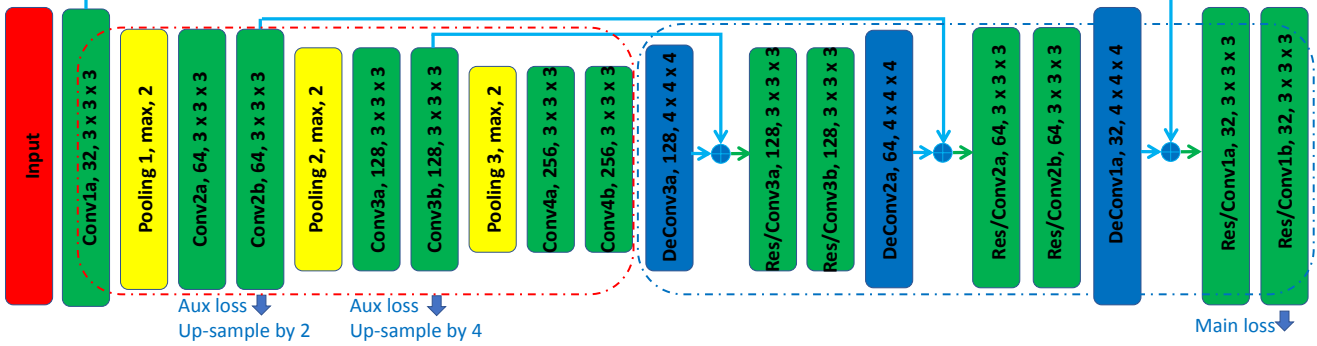 Input
Conv1a, 32, 3 x 3 x 3
Pooling 1, max, 2
Conv2a, 64, 3 x 3 x 3
Conv2b, 64, 3 x 3 x 3
Pooling 2, max, 2
Conv3a, 128, 3 x 3 x 3
Conv3b, 128, 3 x 3 x 3
Pooling 3, max, 2
Conv4a, 256, 3 x 3 x 3
Conv4b, 256, 3 x 3 x 3
DeConv3a, 128, 4 x 4 x 4
Res/Conv3a, 128, 3 x 3 x 3
Res/Conv3b, 128, 3 x 3 x 3
DeConv2a, 64, 4 x 4 x 4
Res/Conv2a, 64, 3 x 3 x 3
Res/Conv2b, 64, 3 x 3 x 3
DeConv1a, 32, 4 x 4 x 4
Res/Conv1a, 32, 3 x 3 x 3
Res/Conv1b, 32, 3 x 3 x 3
Aux loss
Up-sample by 2
Aux loss
Up-sample by 4
Main loss